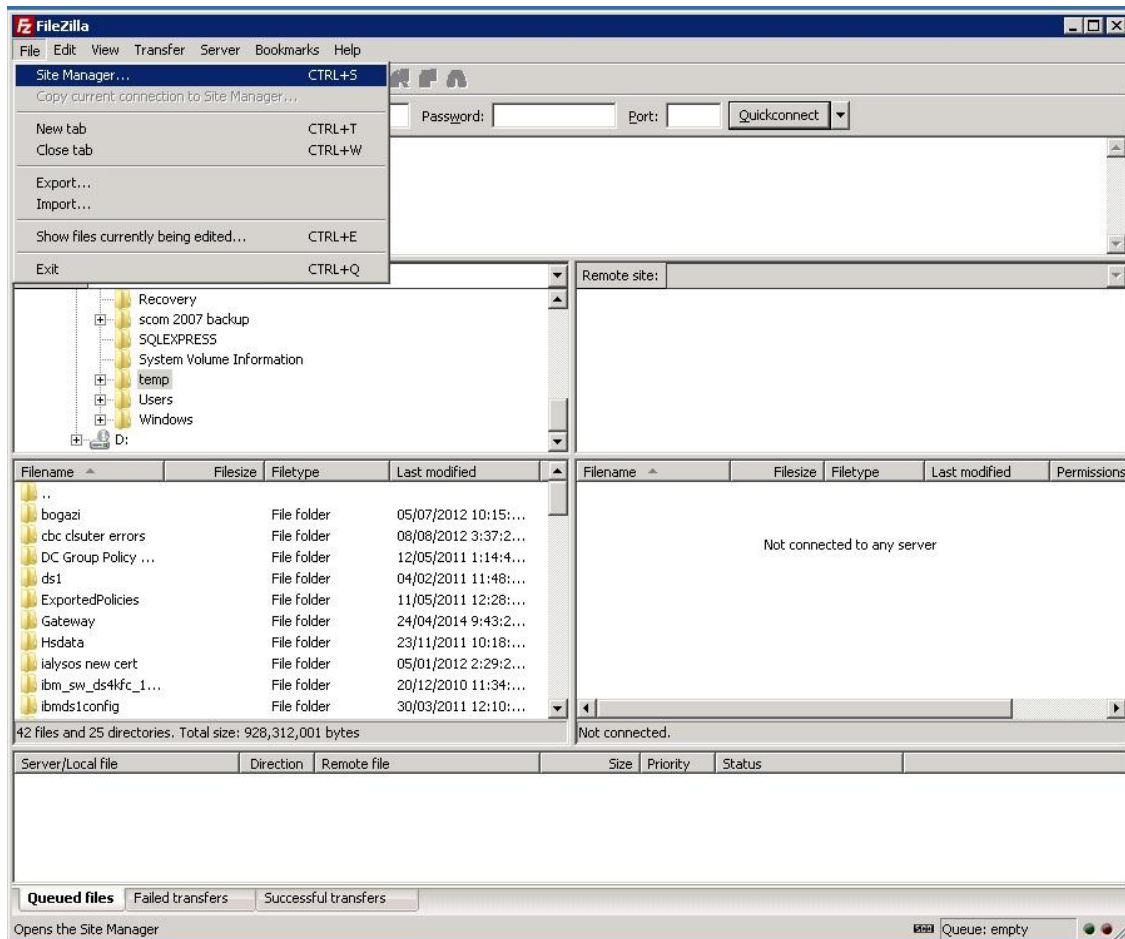 FileZilla
File Edit View Transfer Server Bookmarks Help
Site Manager... CTRL+S
Copy current connection to Site Manager...
New tab CTRL+T
Close tab CTRL+W
Export...
Import...
Show files currently being edited... CTRL+E
Exit CTRL+Q
Password: Port: Quickconnect
Remote site:
Recovery
scom 2007 backup
SQLEXPRESS
System Volume Information
temp
Users
Windows
D:
Filename Filesize Filetype Last modified
..
bogazi File folder 05/07/2012 10:15:...
cbc clsuter errors File folder 08/08/2012 3:37:2...
DC Group Policy ... File folder 12/05/2011 1:14:4...
ds1 File folder 04/02/2011 11:48:...
ExportedPolicies File folder 11/05/2011 12:28:...
Gateway File folder 24/04/2014 9:43:2...
Hsdata File folder 23/11/2011 10:18:...
ialysos new cert File folder 05/01/2012 2:29:2...
ibm_sw_ds4kfc_1... File folder 20/12/2010 11:34:...
ibmds1config File folder 30/03/2011 12:10:...
42 files and 25 directories. Total size: 928,312,001 bytes
Filename Filesize Filetype Last modified Permissions
Not connected to any server
Not connected.
Server/Local file Direction Remote file Size Priority Status
Queued files Failed transfers Successful transfers
Opens the Site Manager Queue: empty